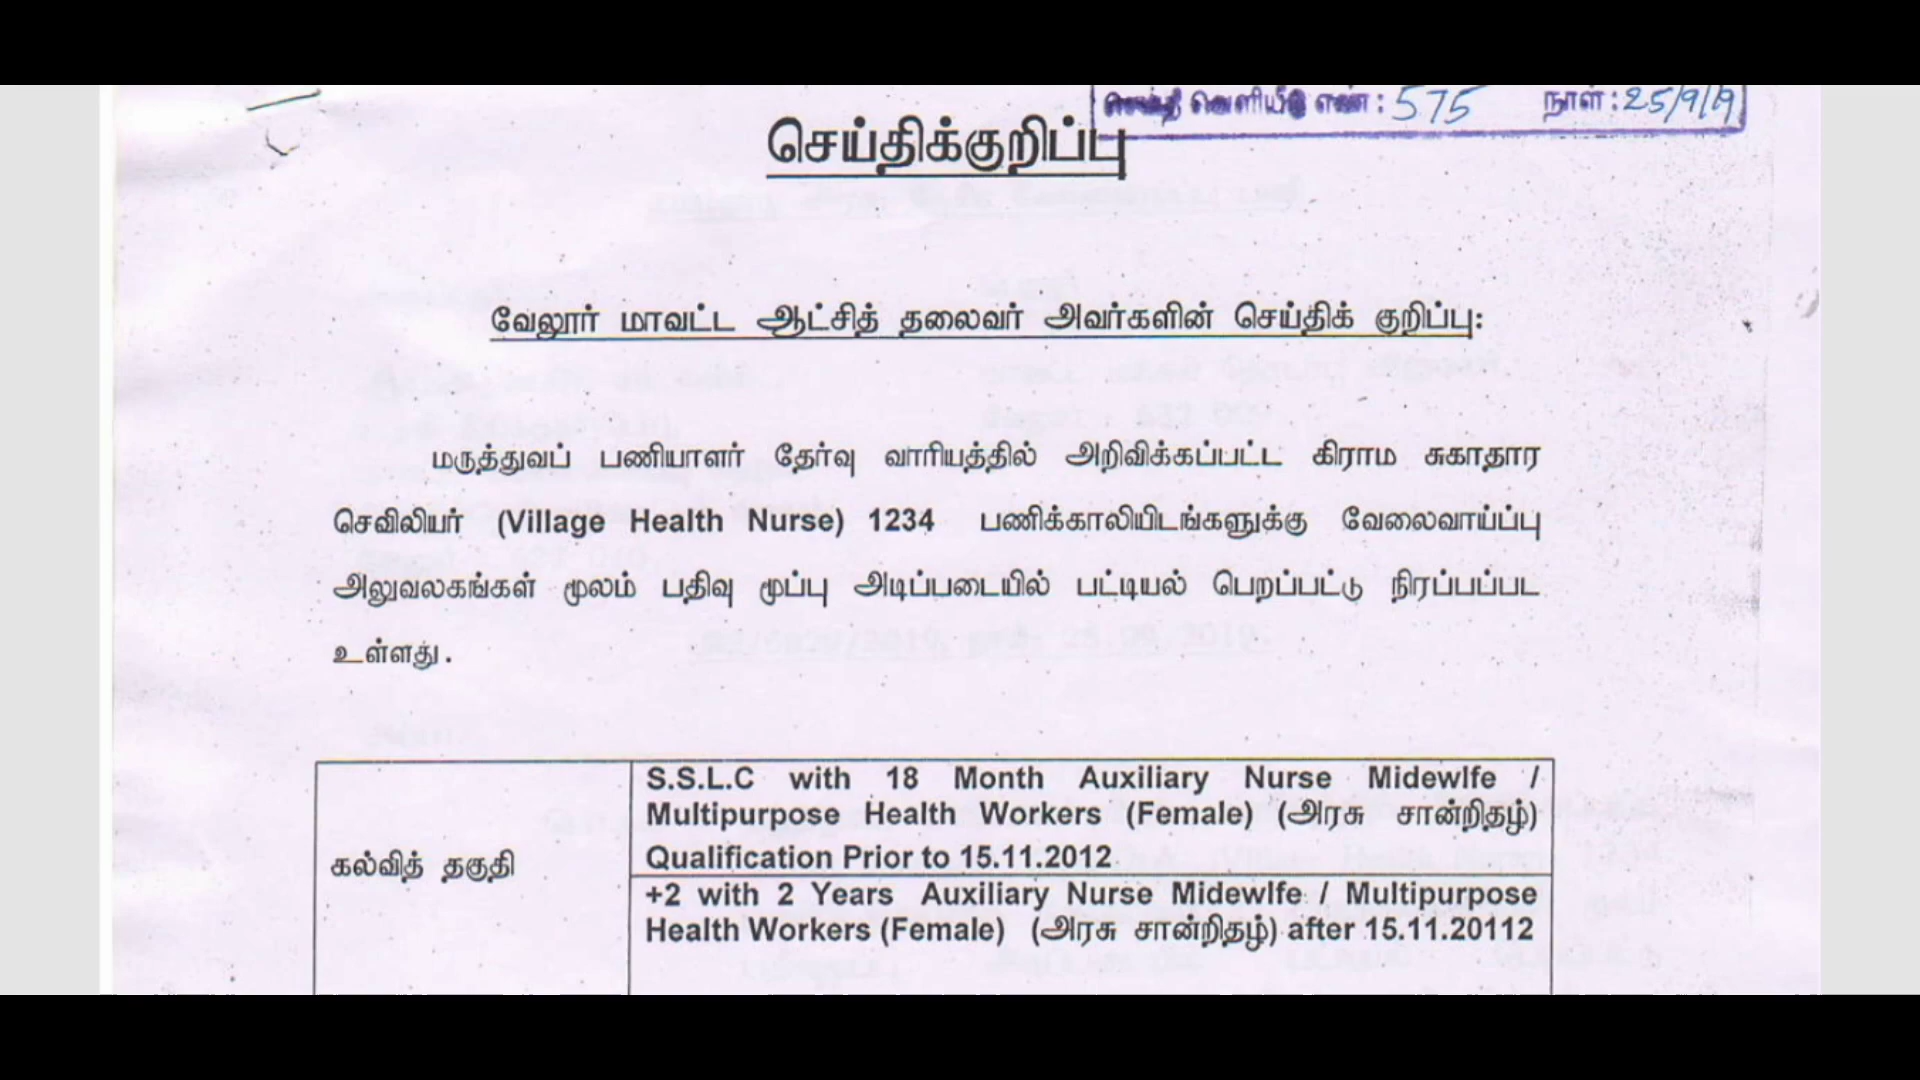 வெளியீடு எண் : 575 நாள் : 25/9/19
செய்திக்குறிப்பு
வேலூர் மாவட்ட ஆட்சித் தலைவர் அவர்களின் செய்திக் குறிப்பு:
மருத்துவப் பணியாளர் தேர்வு வாரியத்தில் அறிவிக்கப்பட்ட கிராம சுகாதார
செவிலியர் (Village Health Nurse) 1234 பணிக்காலியிடங்களுக்கு வேலைவாய்ப்பு
அலுவலகங்கள் மூலம் பதிவு மூப்பு அடிப்படையில் பட்டியல் பெறப்பட்டு நிரப்பப்பட
உள்ளது.
கல்வித் தகுதி
S.S.L.C with 18 Month Auxiliary Nurse Midewlfe /
Multipurpose Health Workers (Female) (அரசு சான்றிதழ்)
Qualification Prior to 15.11.2012
+2 with 2 Years Auxiliary Nurse Midewlfe / Multipurpose
Health Workers (Female) (அரசு சான்றிதழ்) after 15.11.20112